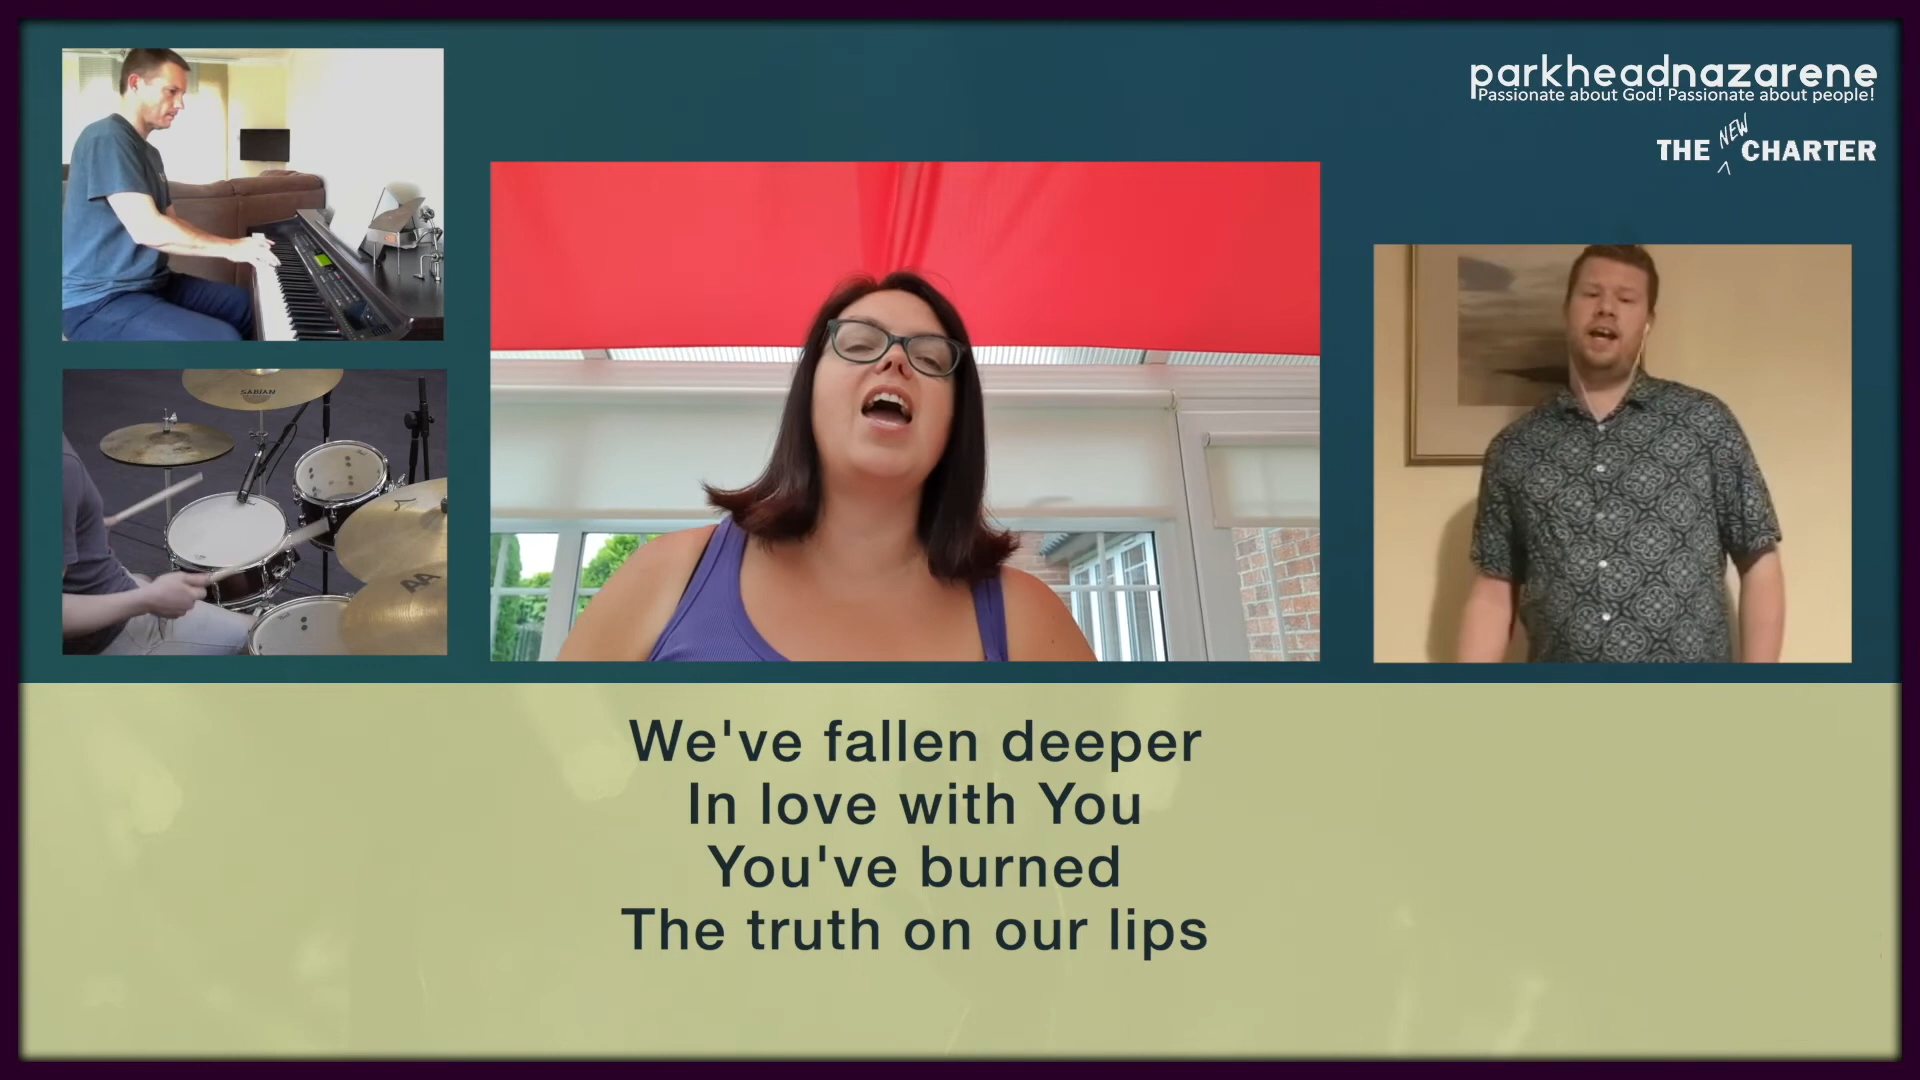 parkheadnazarene
Passionate about God! Passionate about people!
NEW
THE ^ CHARTER
SABIAN
AA
We've fallen deeper
In love with You
You've burned
The truth on our lips